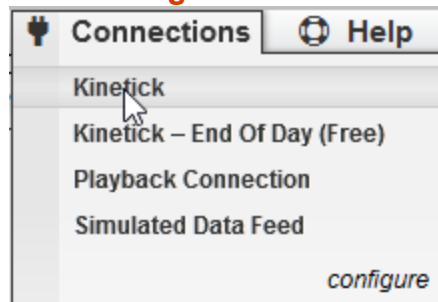 Connections Help
Kinetick
Kinetick – End Of Day (Free)
Playback Connection
Simulated Data Feed
configure